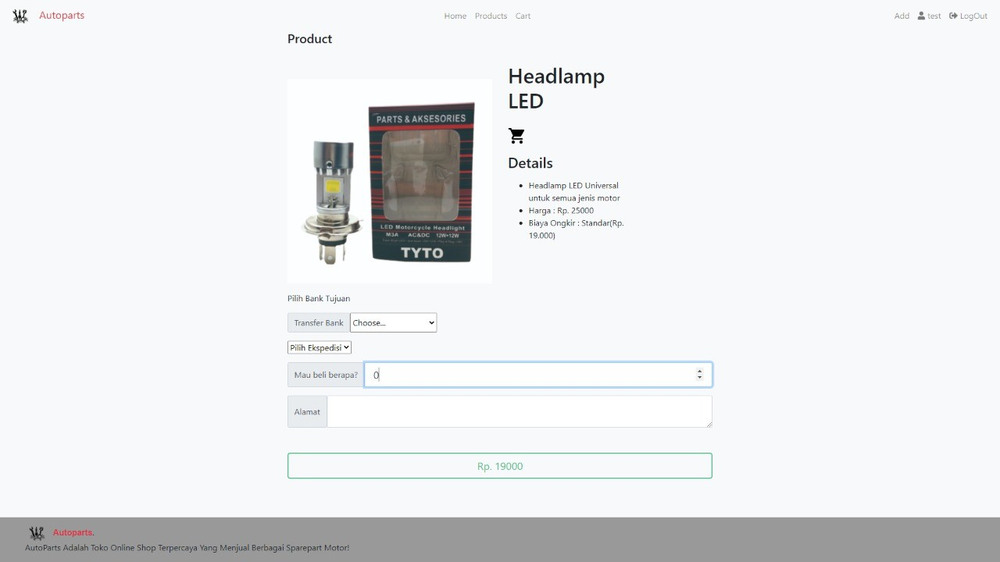 Autoparts
Home Products Cart
Add test LogOut
Product
PARTS & AKSESORIES
LED Motorcycle Headlight
M3A AC&DC 12W+12W
TYTO
Headlamp
LED
Details
Headlamp LED Universal
untuk semua jenis motor
Harga : Rp. 25000
Biaya Ongkir : Standar(Rp.
19.000)
Pilih Bank Tujuan
Transfer Bank Choose...
Pilih Ekspedisi
Mau beli berapa? 0
Alamat
Rp. 19000
Autoparts.
AutoParts Adalah Toko Online Shop Terpercaya Yang Menjual Berbagai Sparepart Motor!